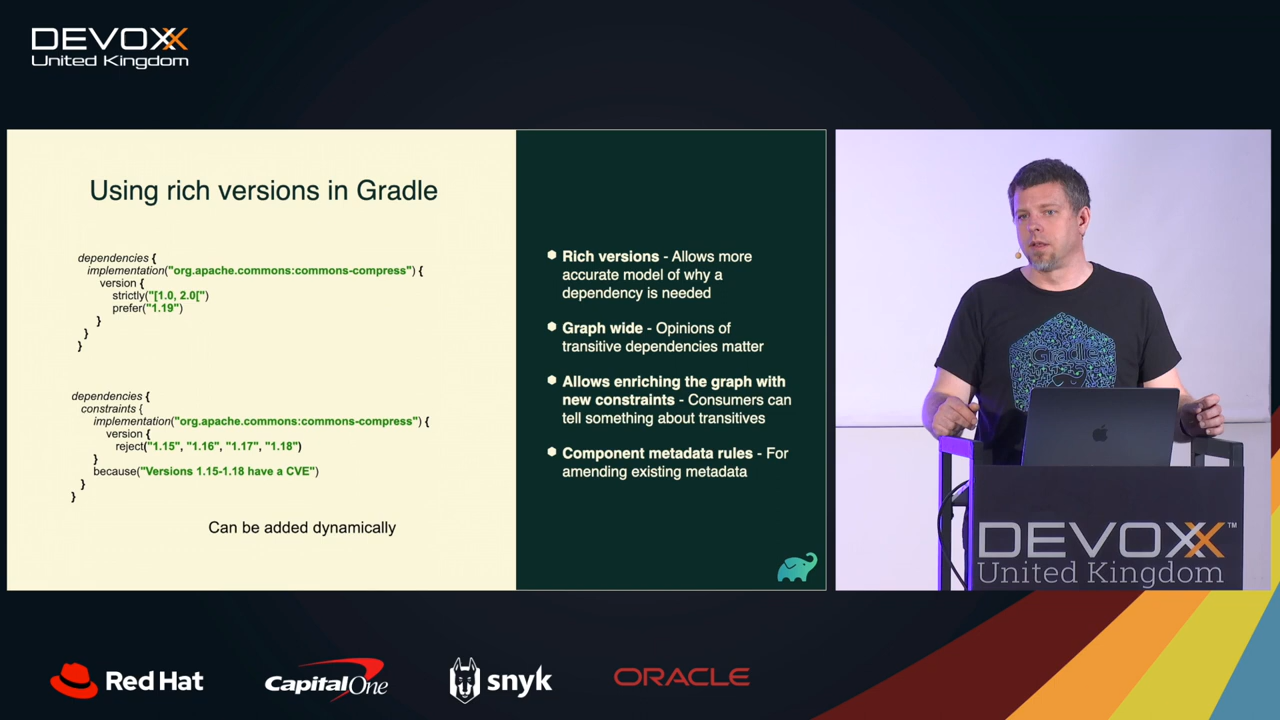 DEVOXX
United Kingdom
Using rich versions in Gradle
dependencies {
implementation("org.apache.commons:commons-compress") {
version {
strictly("[1.0, 2.0[")
prefer("1.19")
}
}
}
dependencies {
constraints {
implementation("org.apache.commons:commons-compress") {
version {
reject("1.15", "1.16", "1.17", "1.18")
}
because("Versions 1.15-1.18 have a CVE")
}
}
Can be added dynamically
Rich versions - Allows more
accurate model of why a
dependency is needed
Graph wide - Opinions of
transitive dependencies matter
Allows enriching the graph with
new constraints - Consumers can
tell something about transitives
Component metadata rules - For
amending existing metadata
Gradle
DEVOXX™
United Kingdom
Red Hat
Capital One
snyk
ORACLE